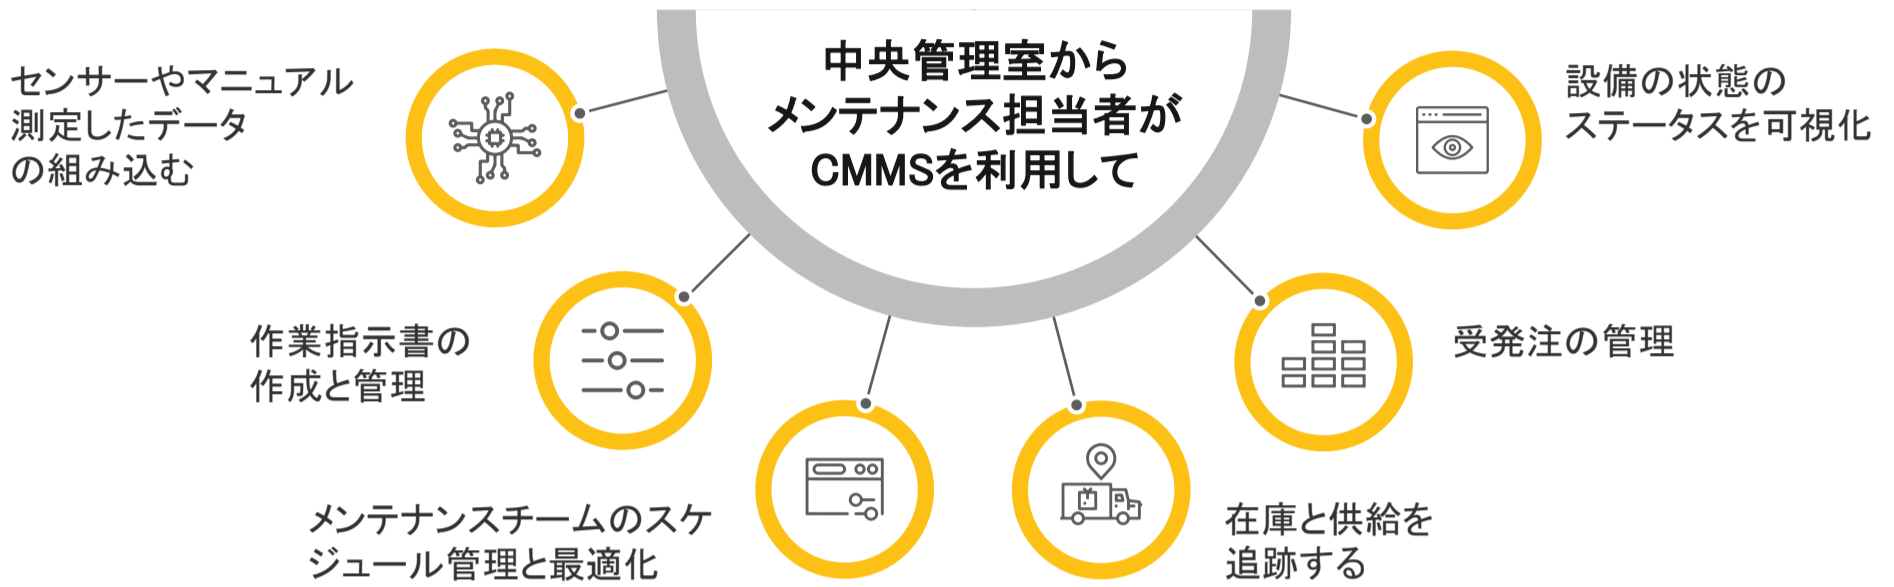 中央管理室から
メンテナンス担当者が
CMMSを利用して
センサーやマニュアル
測定したデータ
の組み込む
作業指示書の
作成と管理
メンテナンスチームのスケ
ジュール管理と最適化
在庫と供給を
追跡する
受発注の管理
設備の状態の
ステータスを可視化